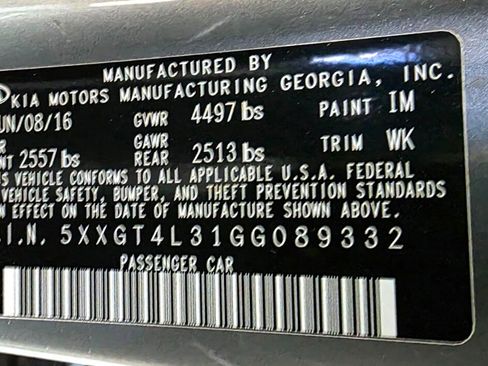 MANUFACTURED BY
KIA MOTORS MANUFACTURING GEORGIA, INC.
UN/08/16 GVWR 4497 lbs PAINT IM
2557 lbs GAWR REAR 2513 lbs TRIM WK
VEHICLE CONFORMS TO ALL APPLICABLE U.S.A. FEDERAL
VEHICLE SAFETY, BUMPER, AND THEFT PREVENTION STANDARDS
IN EFFECT ON THE DATE OF MANUFACTURE SHOWN ABOVE.
.I.N. 5XXGT4L31GG089332
PASSENGER CAR